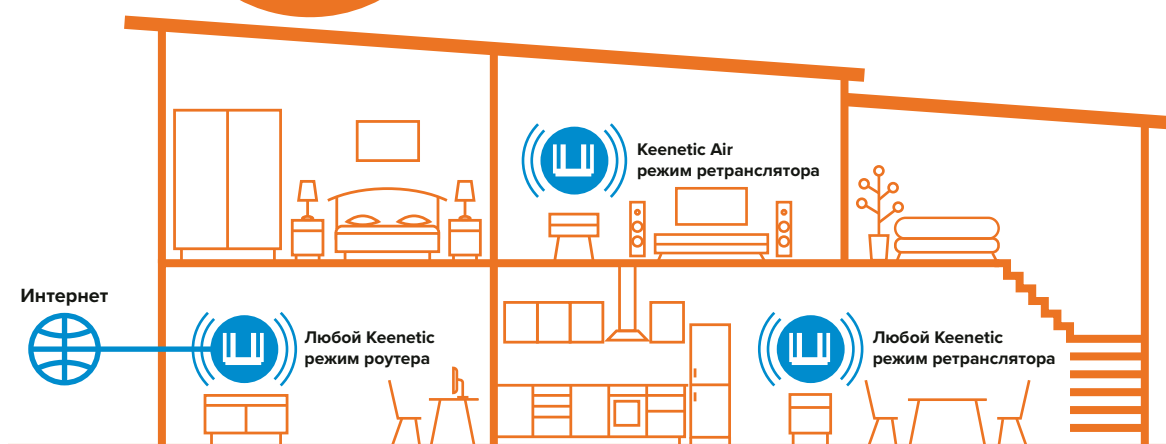 Keenetic Air
режим ретранслятора
Интернет
Любой Keenetic
режим роутера
Любой Keenetic
режим ретранслятора